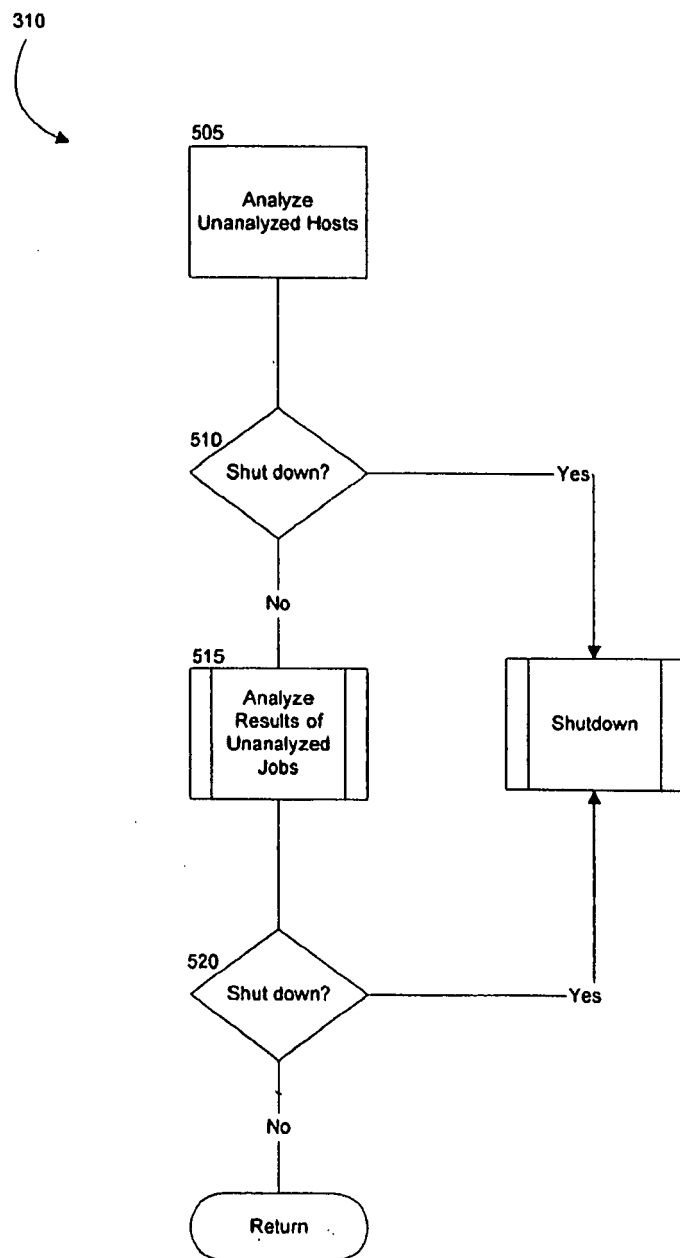 310
505
Analyze
Unanalyzed Hosts
510
Shut down?
Yes
No
515
Analyze
Results of
Unanalyzed
Jobs
Shutdown
520
Shut down?
Yes
No
Return